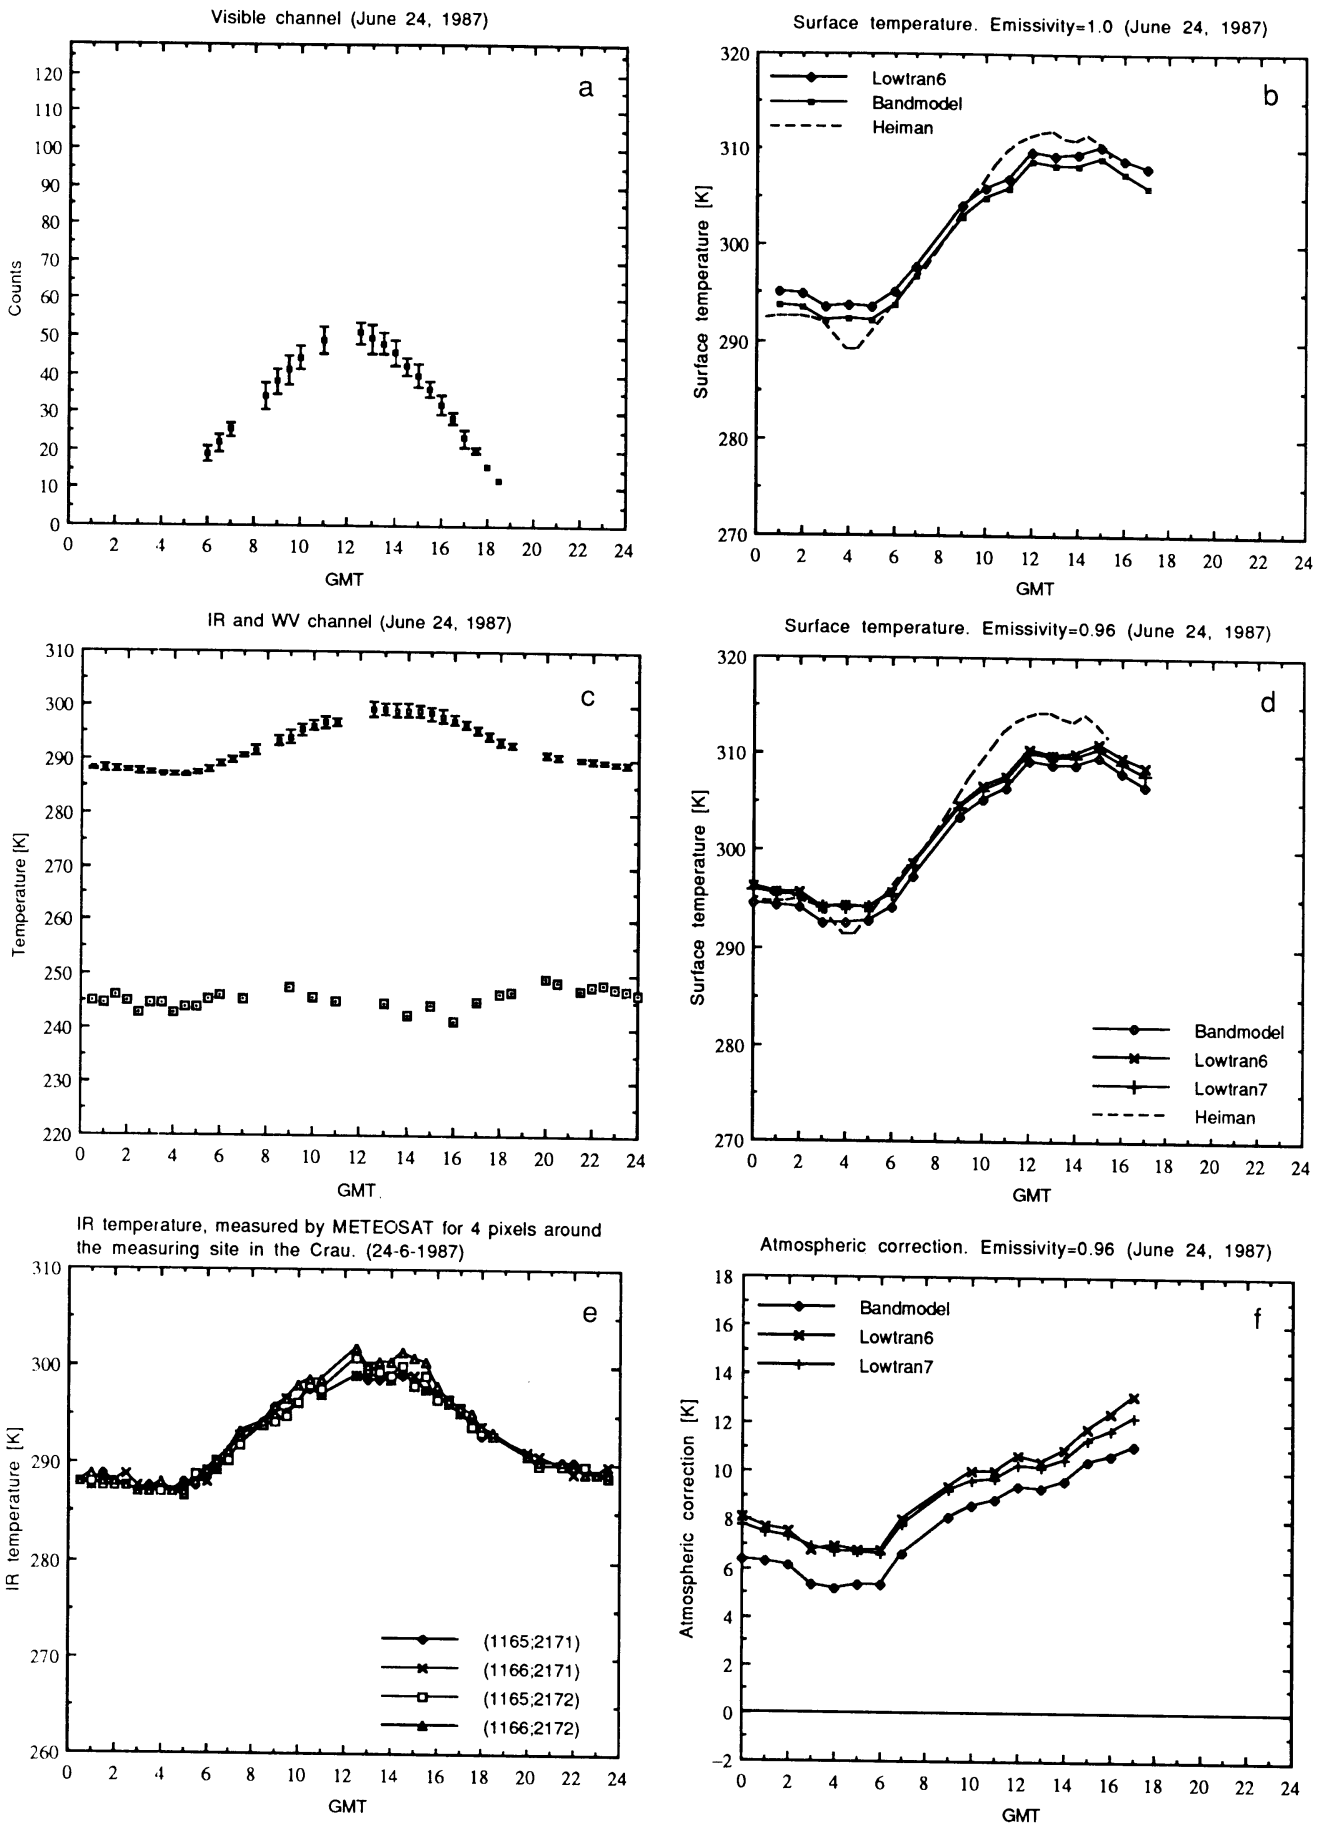 Visible channel (June 24, 1987)
a
120
110
100
90
80
70
60
50
40
30
20
10
0
Counts
0 2 4 6 8 10 12 14 16 18 20 22 24
GMT
Surface temperature. Emissivity=1.0 (June 24, 1987)
b
Lowtran6
Bandmodel
Heiman
320
310
300
290
280
270
Surface temperature [K]
0 2 4 6 8 10 12 14 16 18 20 22 24
GMT
IR and WV channel (June 24, 1987)
c
310
300
290
280
270
260
250
240
230
220
Temperature [K]
0 2 4 6 8 10 12 14 16 18 20 22 24
GMT
Surface temperature. Emissivity=0.96 (June 24, 1987)
d
320
310
300
290
280
270
Surface temperature [K]
Bandmodel
Lowtran6
Lowtran7
Heiman
0 2 4 6 8 10 12 14 16 18 20 22 24
GMT
IR temperature, measured by METEOSAT for 4 pixels around
the measuring site in the Crau. (24-6-1987)
e
310
300
290
280
270
260
IR temperature [K]
(1165;2171)
(1166;2171)
(1165;2172)
(1166;2172)
0 2 4 6 8 10 12 14 16 18 20 22 24
GMT
Atmospheric correction. Emissivity=0.96 (June 24, 1987)
f
Bandmodel
Lowtran6
Lowtran7
18
16
14
12
10
8
6
4
2
0
−2
Atmospheric correction [K]
0 2 4 6 8 10 12 14 16 18 20 22 24
GMT